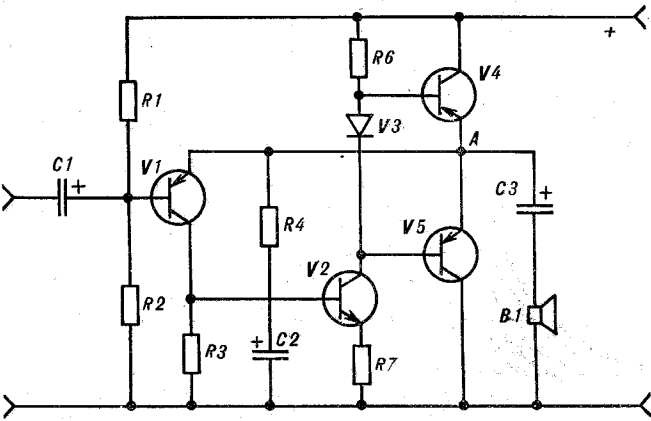 +
R6
V4
R1
V3
A
C1
+
V1
C3
+
R4
V5
R2
V2
B1
+
C2
R3
R7